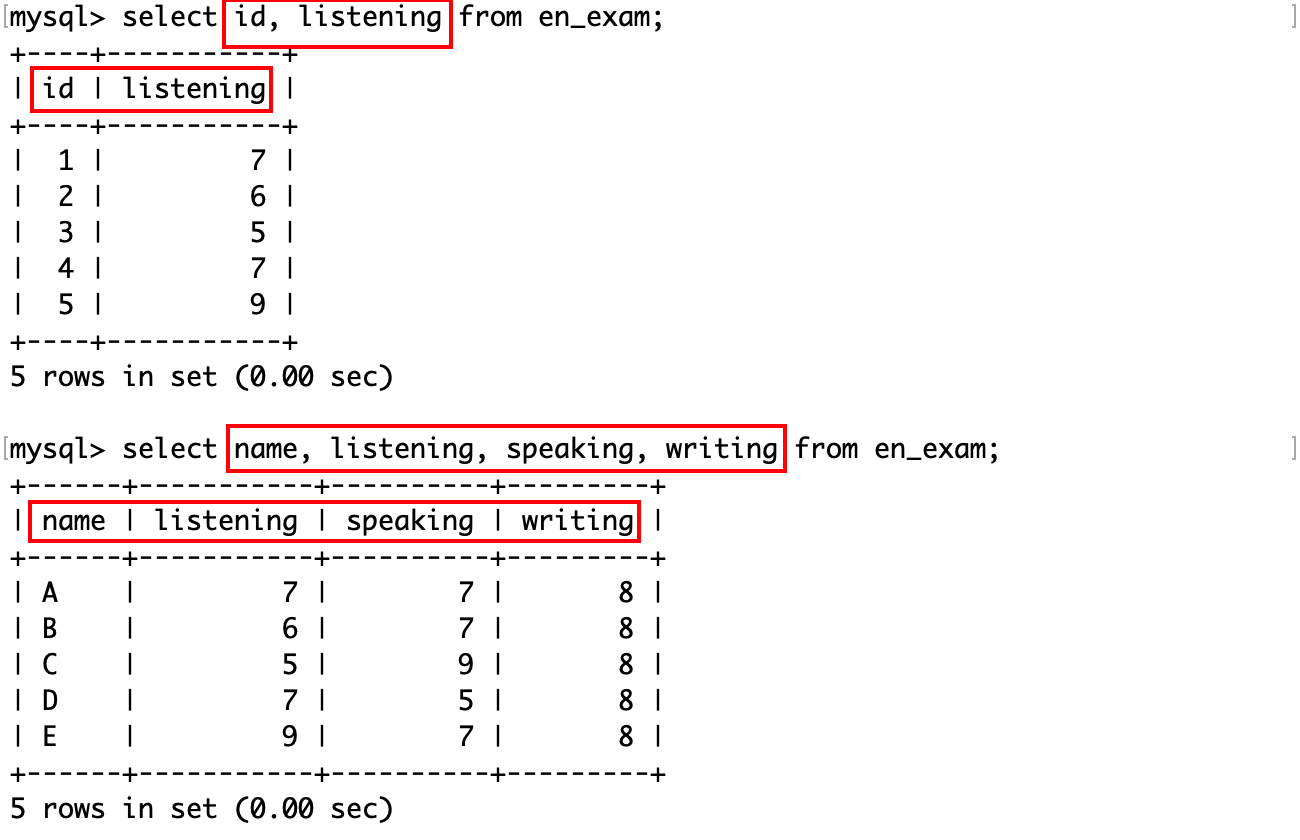 [mysql> select id, listening from en_exam; ]
+----+-----------+
| id | listening |
+----+-----------+
|  1 |         7 |
|  2 |         6 |
|  3 |         5 |
|  4 |         7 |
|  5 |         9 |
+----+-----------+
5 rows in set (0.00 sec)
[mysql> select name, listening, speaking, writing from en_exam; ]
+------+-----------+----------+---------+
| name | listening | speaking | writing |
+------+-----------+----------+---------+
| A    |         7 |        7 |       8 |
| B    |         6 |        7 |       8 |
| C    |         5 |        9 |       8 |
| D    |         7 |        5 |       8 |
| E    |         9 |        7 |       8 |
+------+-----------+----------+---------+
5 rows in set (0.00 sec)